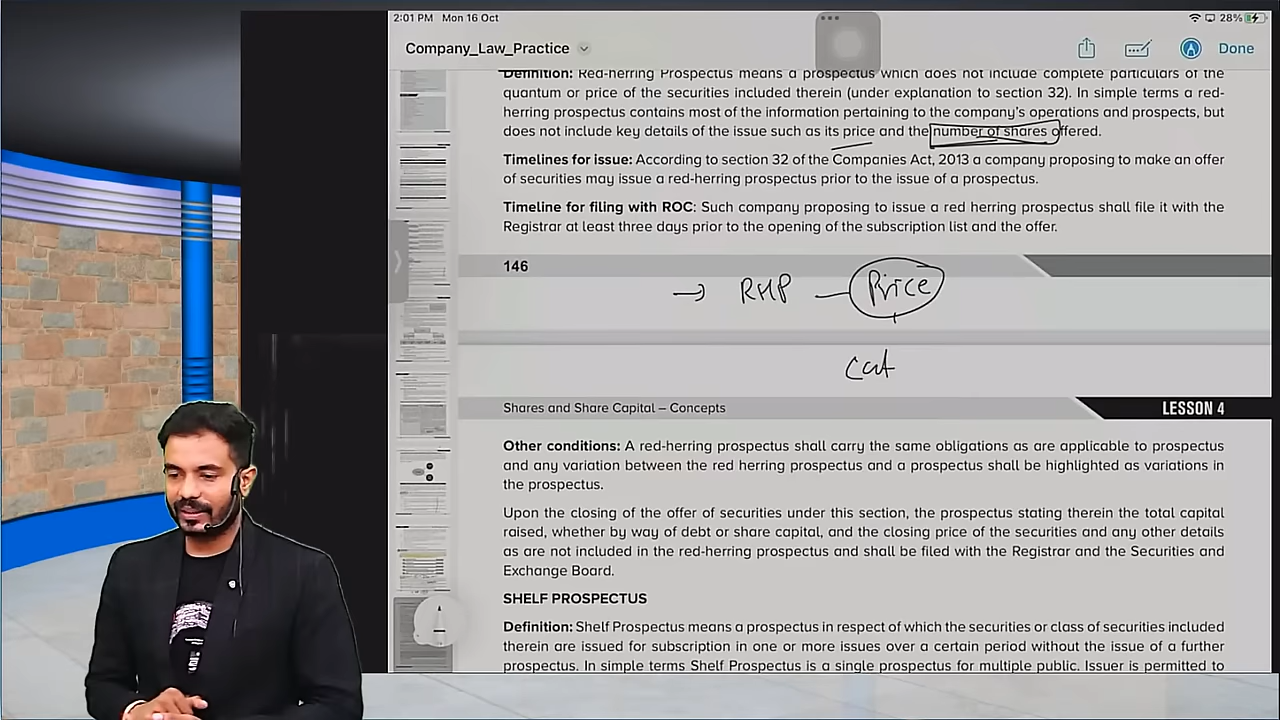 2:01 PM Mon 16 Oct
28%
Company_Law_Practice
Done
Definition: Red-herring Prospectus means a prospectus which does not include complete particulars of the
quantum or price of the securities included therein (under explanation to section 32). In simple terms a red-
herring prospectus contains most of the information pertaining to the company's operations and prospects, but
does not include key details of the issue such as its price and the number of shares offered.
Timelines for issue: According to section 32 of the Companies Act, 2013 a company proposing to make an offer
of securities may issue a red-herring prospectus prior to the issue of a prospectus.
Timeline for filing with ROC: Such company proposing to issue a red herring prospectus shall file it with the
Registrar at least three days prior to the opening of the subscription list and the offer.
146
→ RHP — Price
Cut
Shares and Share Capital – Concepts
LESSON 4
Other conditions: A red-herring prospectus shall carry the same obligations as are applicable to prospectus
and any variation between the red herring prospectus and a prospectus shall be highlighted as variations in
the prospectus.
Upon the closing of the offer of securities under this section, the prospectus stating therein the total capital
raised, whether by way of debt or share capital, and the closing price of the securities and any other details
as are not included in the red-herring prospectus and shall be filed with the Registrar and the Securities and
Exchange Board.
SHELF PROSPECTUS
Definition: Shelf Prospectus means a prospectus in respect of which the securities or class of securities included
therein are issued for subscription in one or more issues over a certain period without the issue of a further
prospectus. In simple terms Shelf Prospectus is a single prospectus for multiple public. Issuer is permitted to